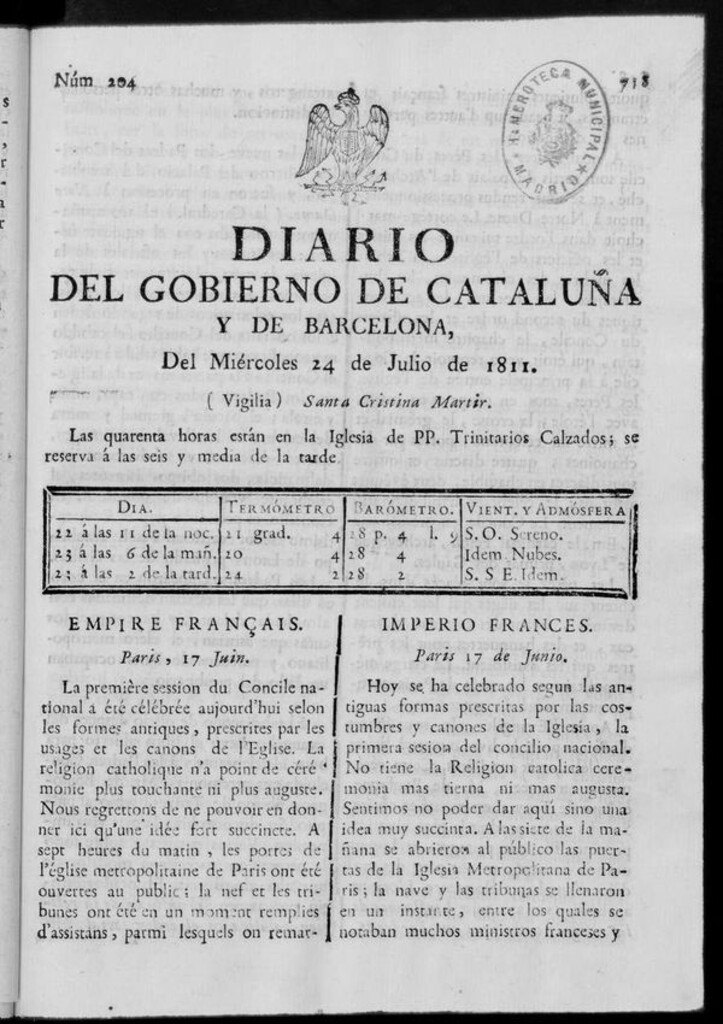 Núm 204
718
HEMEROTECA MUNICIPAL
MADRID
DIARIO
DEL GOBIERNO DE CATALUÑA
Y DE BARCELONA,
Del Miércoles 24 de Julio de 1811.
( Vigilia ) Santa Cristina Martir.
Las quarenta horas están en la Iglesia de PP. Trinitarios Calzados; se
reserva á las seis y media de la tarde.
DIA. TERMÓMETRO BARÓMETRO. VIENT. Y ADMÓSFERA
22 á las 11 de la noc. 21 grad. 4 28 p. 4 l. 9 S. O. Sereno.
23 á las 6 de la mañ. 20 4 28 4 Idem Nubes.
23 á las 2 de la tard. 24 2 28 2 S. S E. Idem.
EMPIRE FRANÇAIS.
Paris, 17 Juin.
La première session du Concile na-
tional a été célébrée aujourd'hui selon
les formes antiques, prescrites par les
usages et les canons de l'Eglise. La
religion catholique n'a point de céré
monie plus touchante ni plus auguste.
Nous regrettons de ne pouvoir en don-
ner ici qu'une idée fort succincte. A
sept heures du matin, les portes de
l'église metropolitaine de Paris ont été
ouvertes au public; la nef et les tri-
bunes ont été en un moment remplies
d'assistans, parmi lesquels on remar-
IMPERIO FRANCES.
Paris 17 de Junio.
Hoy se ha celebrado segun las an-
tiguas formas prescritas por las cos-
tumbres y canones de la Iglesia, la
primera sesion del concilio nacional.
No tiene la Religion catolica cere-
monia mas tierna ni mas augusta.
Sentimos no poder dar aquí sino una
idea muy succinta. A las siete de la ma-
ñana se abrieron al público las puer-
tas de la Iglesia Metropolitana de Pa-
ris; la nave y las tribunas se llenaron
en un instante, entre los quales se
notaban muchos ministros franceses y